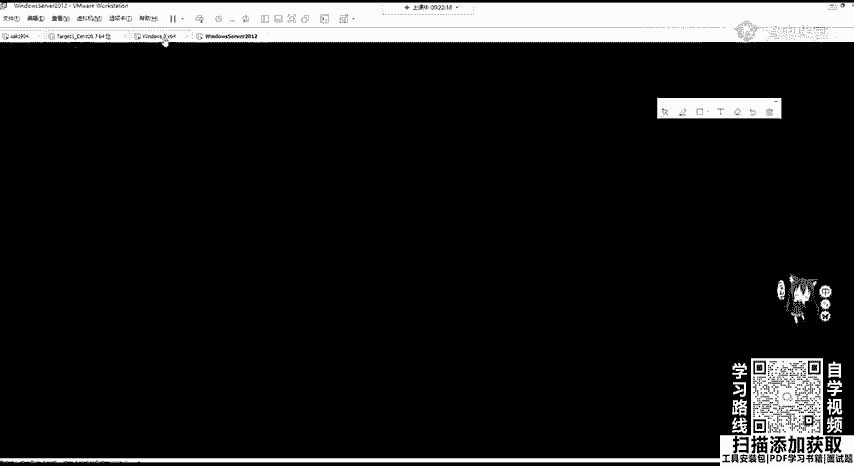 WindowsServer2012 - VMware Workstation
文件(F) 编辑(E) 查看(V) 虚拟机(M) 选项卡(T) 帮助(H)
上课中 00:22:18
kali1904 Target1_CentOS 7 64 位 Windows 7 x64 WindowsServer2012
T
中
学习路线
自学视频
扫描添加获取
工具安装包|PDF学习书籍|面试题